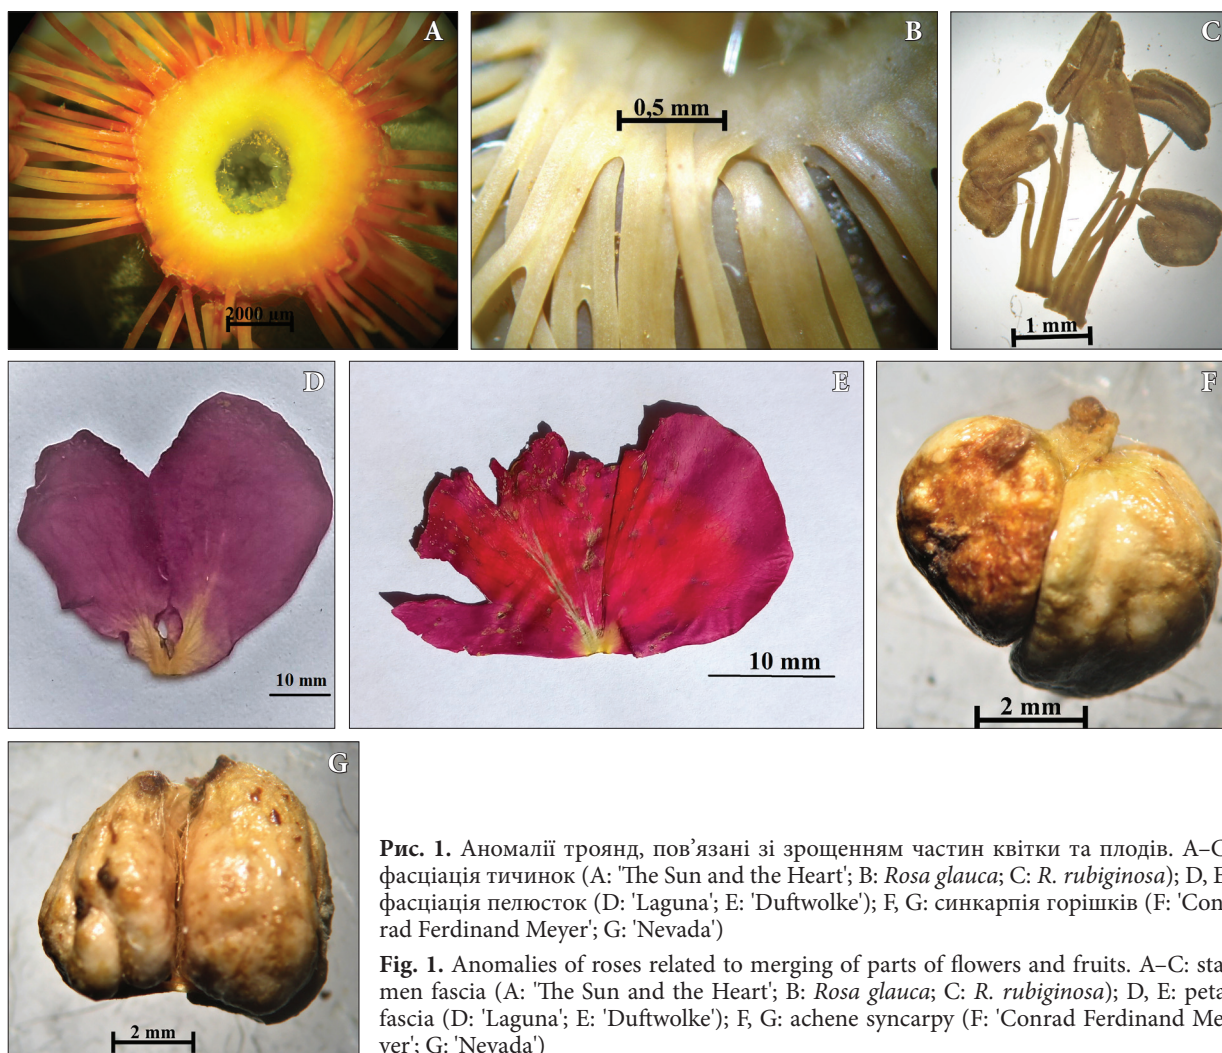 A
B
C
0,5 mm
2000 µm
1 mm
D
E
F
10 mm
10 mm
2 mm
G
2 mm
Рис. 1. Аномалії троянд, пов’язані зі зрощенням частин квітки та плодів. A–C
фасціація тичинок (A: 'The Sun and the Heart'; B: Rosa glauca; C: R. rubiginosa); D, E
фасціація пелюсток (D: 'Laguna'; E: 'Duftwolke'); F, G: синкарпія горішків (F: 'Con
rad Ferdinand Meyer'; G: 'Nevada')
Fig. 1. Anomalies of roses related to merging of parts of flowers and fruits. A–C: sta
men fascia (A: 'The Sun and the Heart'; B: Rosa glauca; C: R. rubiginosa); D, E: peta
fascia (D: 'Laguna'; E: 'Duftwolke'); F, G: achene syncarpy (F: 'Conrad Ferdinand Me
yer'; G: 'Nevada')